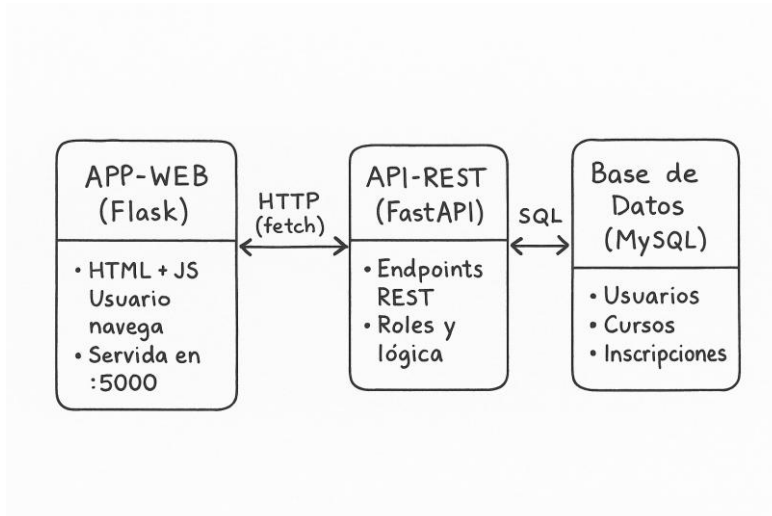 APP-WEB
(Flask)
• HTML + JS
Usuario
navega
• Servida en
:5000
HTTP
(fetch)
API-REST
(FastAPI)
• Endpoints
REST
• Roles y
lógica
SQL
Base de
Datos
(MySQL)
• Usuarios
• Cursos
• Inscripciones